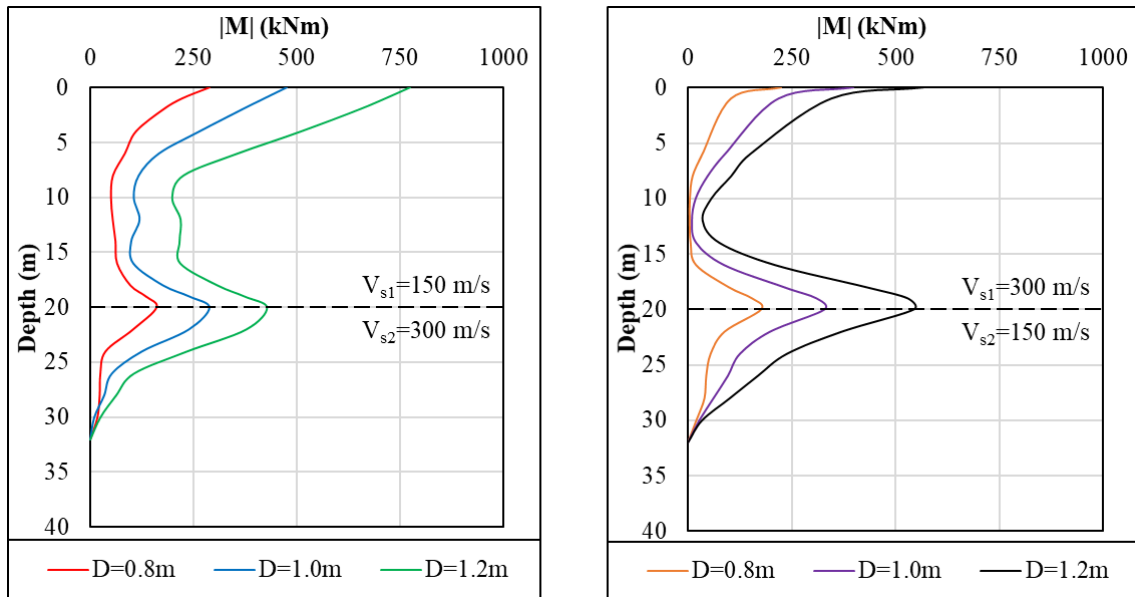 |M| (kNm)
0 250 500 750 1000
0
5
10
15
20
25
30
35
40
Depth (m)
Vs1=150 m/s
Vs2=300 m/s
D=0.8m D=1.0m D=1.2m
|M| (kNm)
0 250 500 750 1000
0
5
10
15
20
25
30
35
40
Depth (m)
Vs1=300 m/s
Vs2=150 m/s
D=0.8m D=1.0m D=1.2m